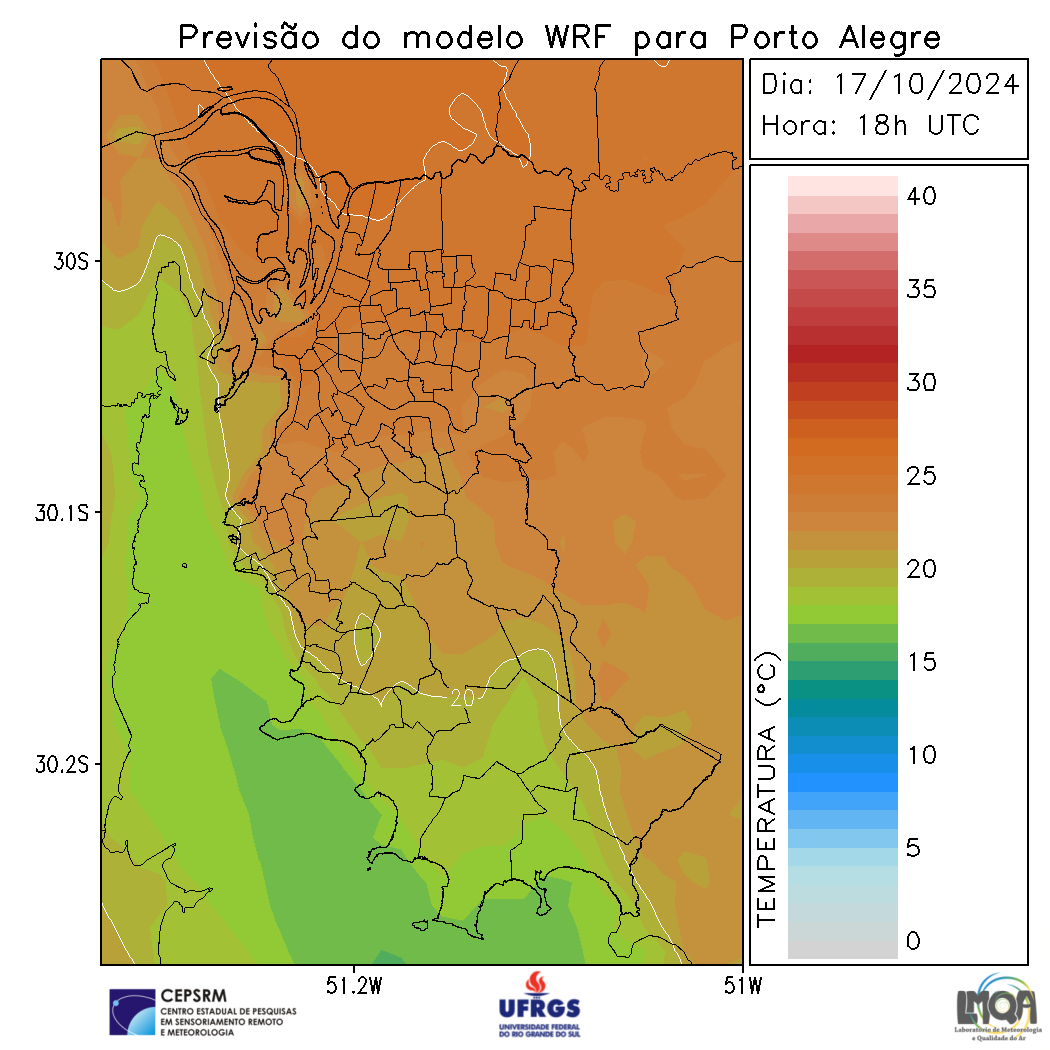 Previsão do modelo WRF para Porto Alegre
Dia: 17/10/2024
Hora: 18h UTC
40
35
30
25
20
15
10
5
0
TEMPERATURA (°C)
30S
30.1S
30.2S
20
51.2W
51W
CEPSRM
CENTRO ESTADUAL DE PESQUISAS
EM SENSORIAMENTO REMOTO
E METEOROLOGIA
UFRGS
UNIVERSIDADE FEDERAL
DO RIO GRANDE DO SUL
LMQA
Laboratório de Meteorologia
e Qualidade do Ar